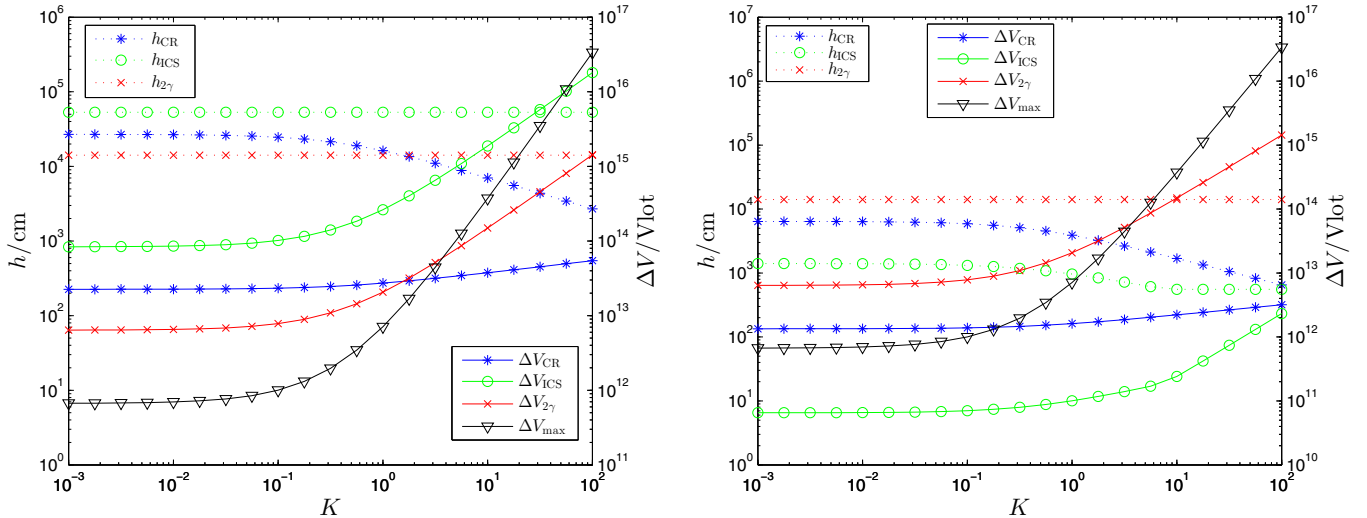 10^6
10^5
10^4
10^3
10^2
10^1
10^0
h/cm
h_CR
h_ICS
h_2γ
ΔV_CR
ΔV_ICS
ΔV_2γ
ΔV_max
10^17
10^16
10^15
10^14
10^13
10^12
10^11
ΔV/Vlot
10^−3
10^−2
10^−1
10^0
10^1
10^2
K
10^7
10^6
10^5
10^4
10^3
10^2
10^1
10^0
h/cm
h_CR
h_ICS
h_2γ
ΔV_CR
ΔV_ICS
ΔV_2γ
ΔV_max
10^17
10^16
10^15
10^14
10^13
10^12
10^11
10^10
ΔV/Vlot
10^−3
10^−2
10^−1
10^0
10^1
10^2
K